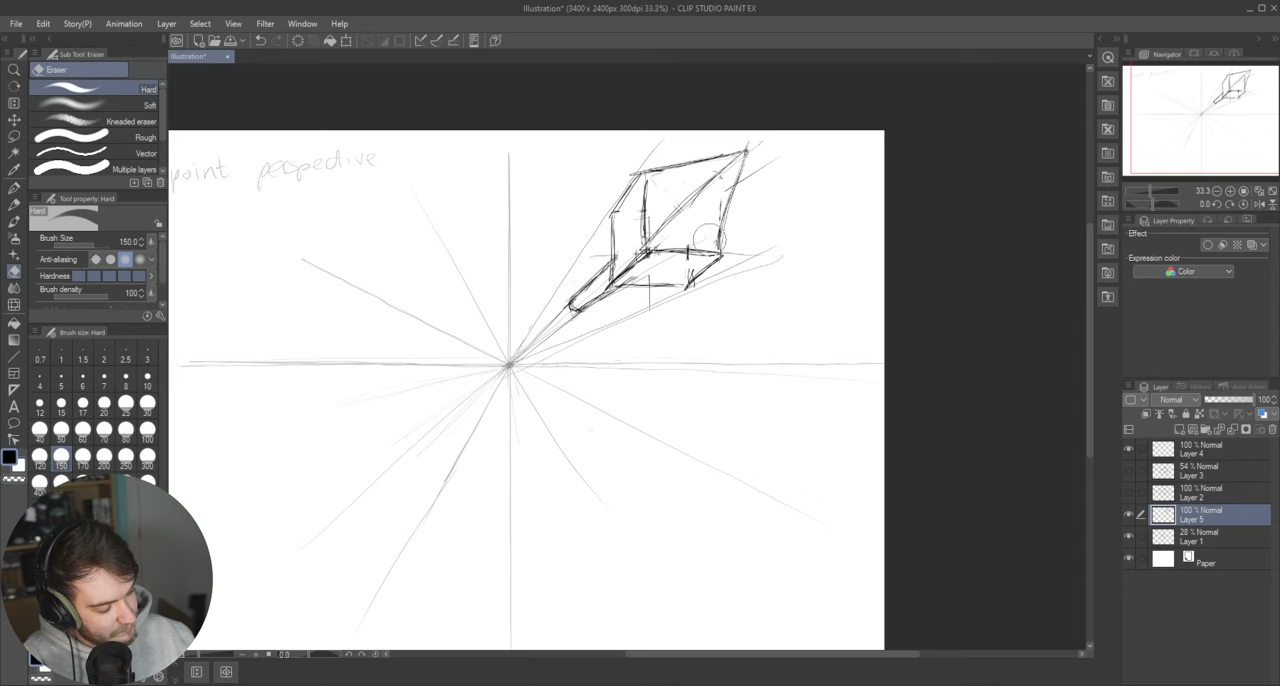 Illustration* (3400 x 2400px 300dpi 33.3%) - CLIP STUDIO PAINT EX
File Edit Story(P) Animation Layer Select View Filter Window Help
Sub Tool: Eraser
Illustration*
Navigator
Eraser
Hard
Soft
Kneaded eraser
Rough
Vector
Multiple layers
point perspective
Tool property: Hard
Hard
Brush Size 150.0
Anti-aliasing
Hardness
Brush density 100
Brush size: Hard
0.7 1 1.5 2 2.5 3
4 5 6 7 8 10
12 15 17 20 25 30
40 50 60 70 80 100
120 150 170 200 250 300
33.3
0.0
Layer Property
Effect
Expression color
Color
Layer
Normal 100
100 % Normal
Layer 4
54 % Normal
Layer 3
100 % Normal
Layer 2
100 % Normal
Layer 5
28 % Normal
Layer 1
Paper
0.0